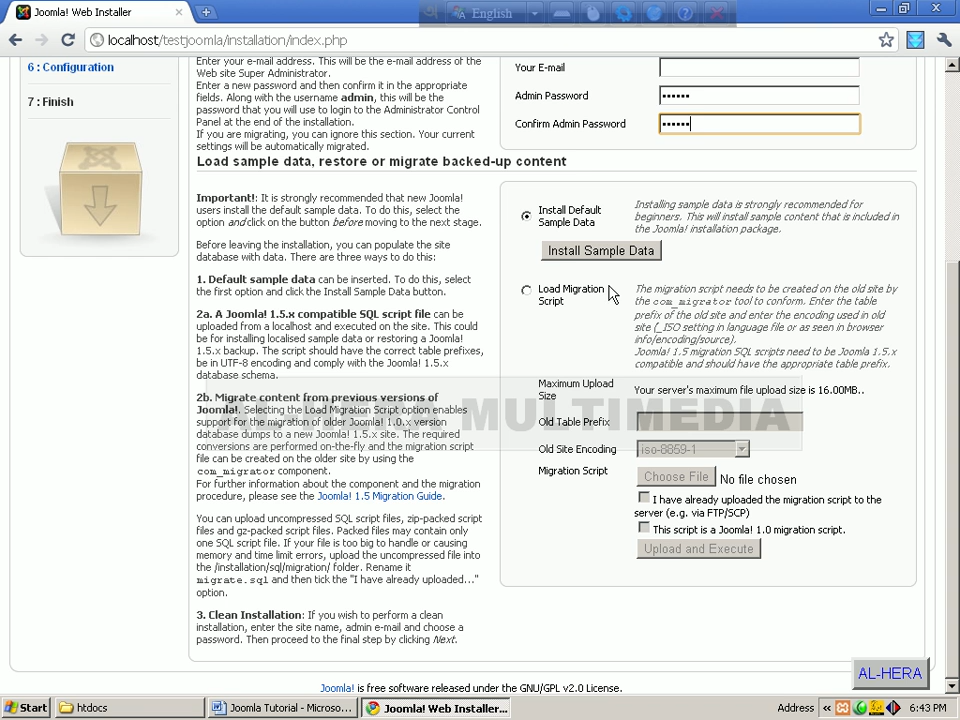 Joomla! Web Installer
English
localhost/testjoomla/installation/index.php
6 : Configuration
7 : Finish
Enter your e-mail address. This will be the e-mail address of the
Web site Super Administrator.
Enter a new password and then confirm it in the appropriate
fields. Along with the username admin, this will be the
password that you will use to login to the Administrator Control
Panel at the end of the installation.
If you are migrating, you can ignore this section. Your current
settings will be automatically migrated.
Your E-mail
Admin Password
••••••
Confirm Admin Password
••••••
Load sample data, restore or migrate backed-up content
Important!: It is strongly recommended that new Joomla!
users install the default sample data. To do this, select the
option and click on the button before moving to the next stage.
Before leaving the installation, you can populate the site
database with data. There are three ways to do this:
1. Default sample data can be inserted. To do this, select
the first option and click the Install Sample Data button.
2a. A Joomla! 1.5.x compatible SQL script file can be
uploaded from a localhost and executed on the site. This could
be for installing localised sample data or restoring a Joomla!
1.5.x backup. The script should have the correct table prefixes,
be in UTF-8 encoding and comply with the Joomla! 1.5.x
database schema.
2b. Migrate content from previous versions of
Joomla!. Selecting the Load Migration Script option enables
support for the migration of older Joomla! 1.0.x version
database dumps to a new Joomla! 1.5.x site. The required
conversions are performed on-the-fly and the migration script
file can be created on the older site by using the
com_migrator component.
For further information about the component and the migration
procedure, please see the Joomla! 1.5 Migration Guide.
You can upload uncompressed SQL script files, zip-packed script
files and gz-packed script files. Packed files may contain only
one SQL script file. If your file is too big to handle or causing
memory and time limit errors, upload the uncompressed file into
the /installation/sql/migration/ folder. Rename it
migrate.sql and then tick the "I have already uploaded..."
option.
3. Clean Installation: If you wish to perform a clean
installation, enter the site name, admin e-mail and choose a
password. Then proceed to the final step by clicking Next.
Install Default
Sample Data
Installing sample data is strongly recommended for
beginners. This will install sample content that is included in
the Joomla! installation package.
Install Sample Data
Load Migration
Script
The migration script needs to be created on the old site by
the com_migrator tool to conform. Enter the table
prefix of the old site and enter the encoding used in old
site (_ISO setting in language file or as seen in browser
info/encoding/source).
Joomla! 1.5 migration SQL scripts need to be Joomla 1.5.x
compatible and should have the appropriate table prefix.
Maximum Upload
Size
Your server's maximum file upload size is 16.00MB..
AL-HERA MULTIMEDIA
Old Table Prefix
Old Site Encoding
iso-8859-1
Migration Script
Choose File No file chosen
I have already uploaded the migration script to the
server (e.g. via FTP/SCP)
This script is a Joomla! 1.0 migration script.
Upload and Execute
AL-HERA
Joomla! is free software released under the GNU/GPL v2.0 License.
Start
htdocs
Joomla Tutorial - Microso...
Joomla! Web Installer...
Address
«
6:43 PM